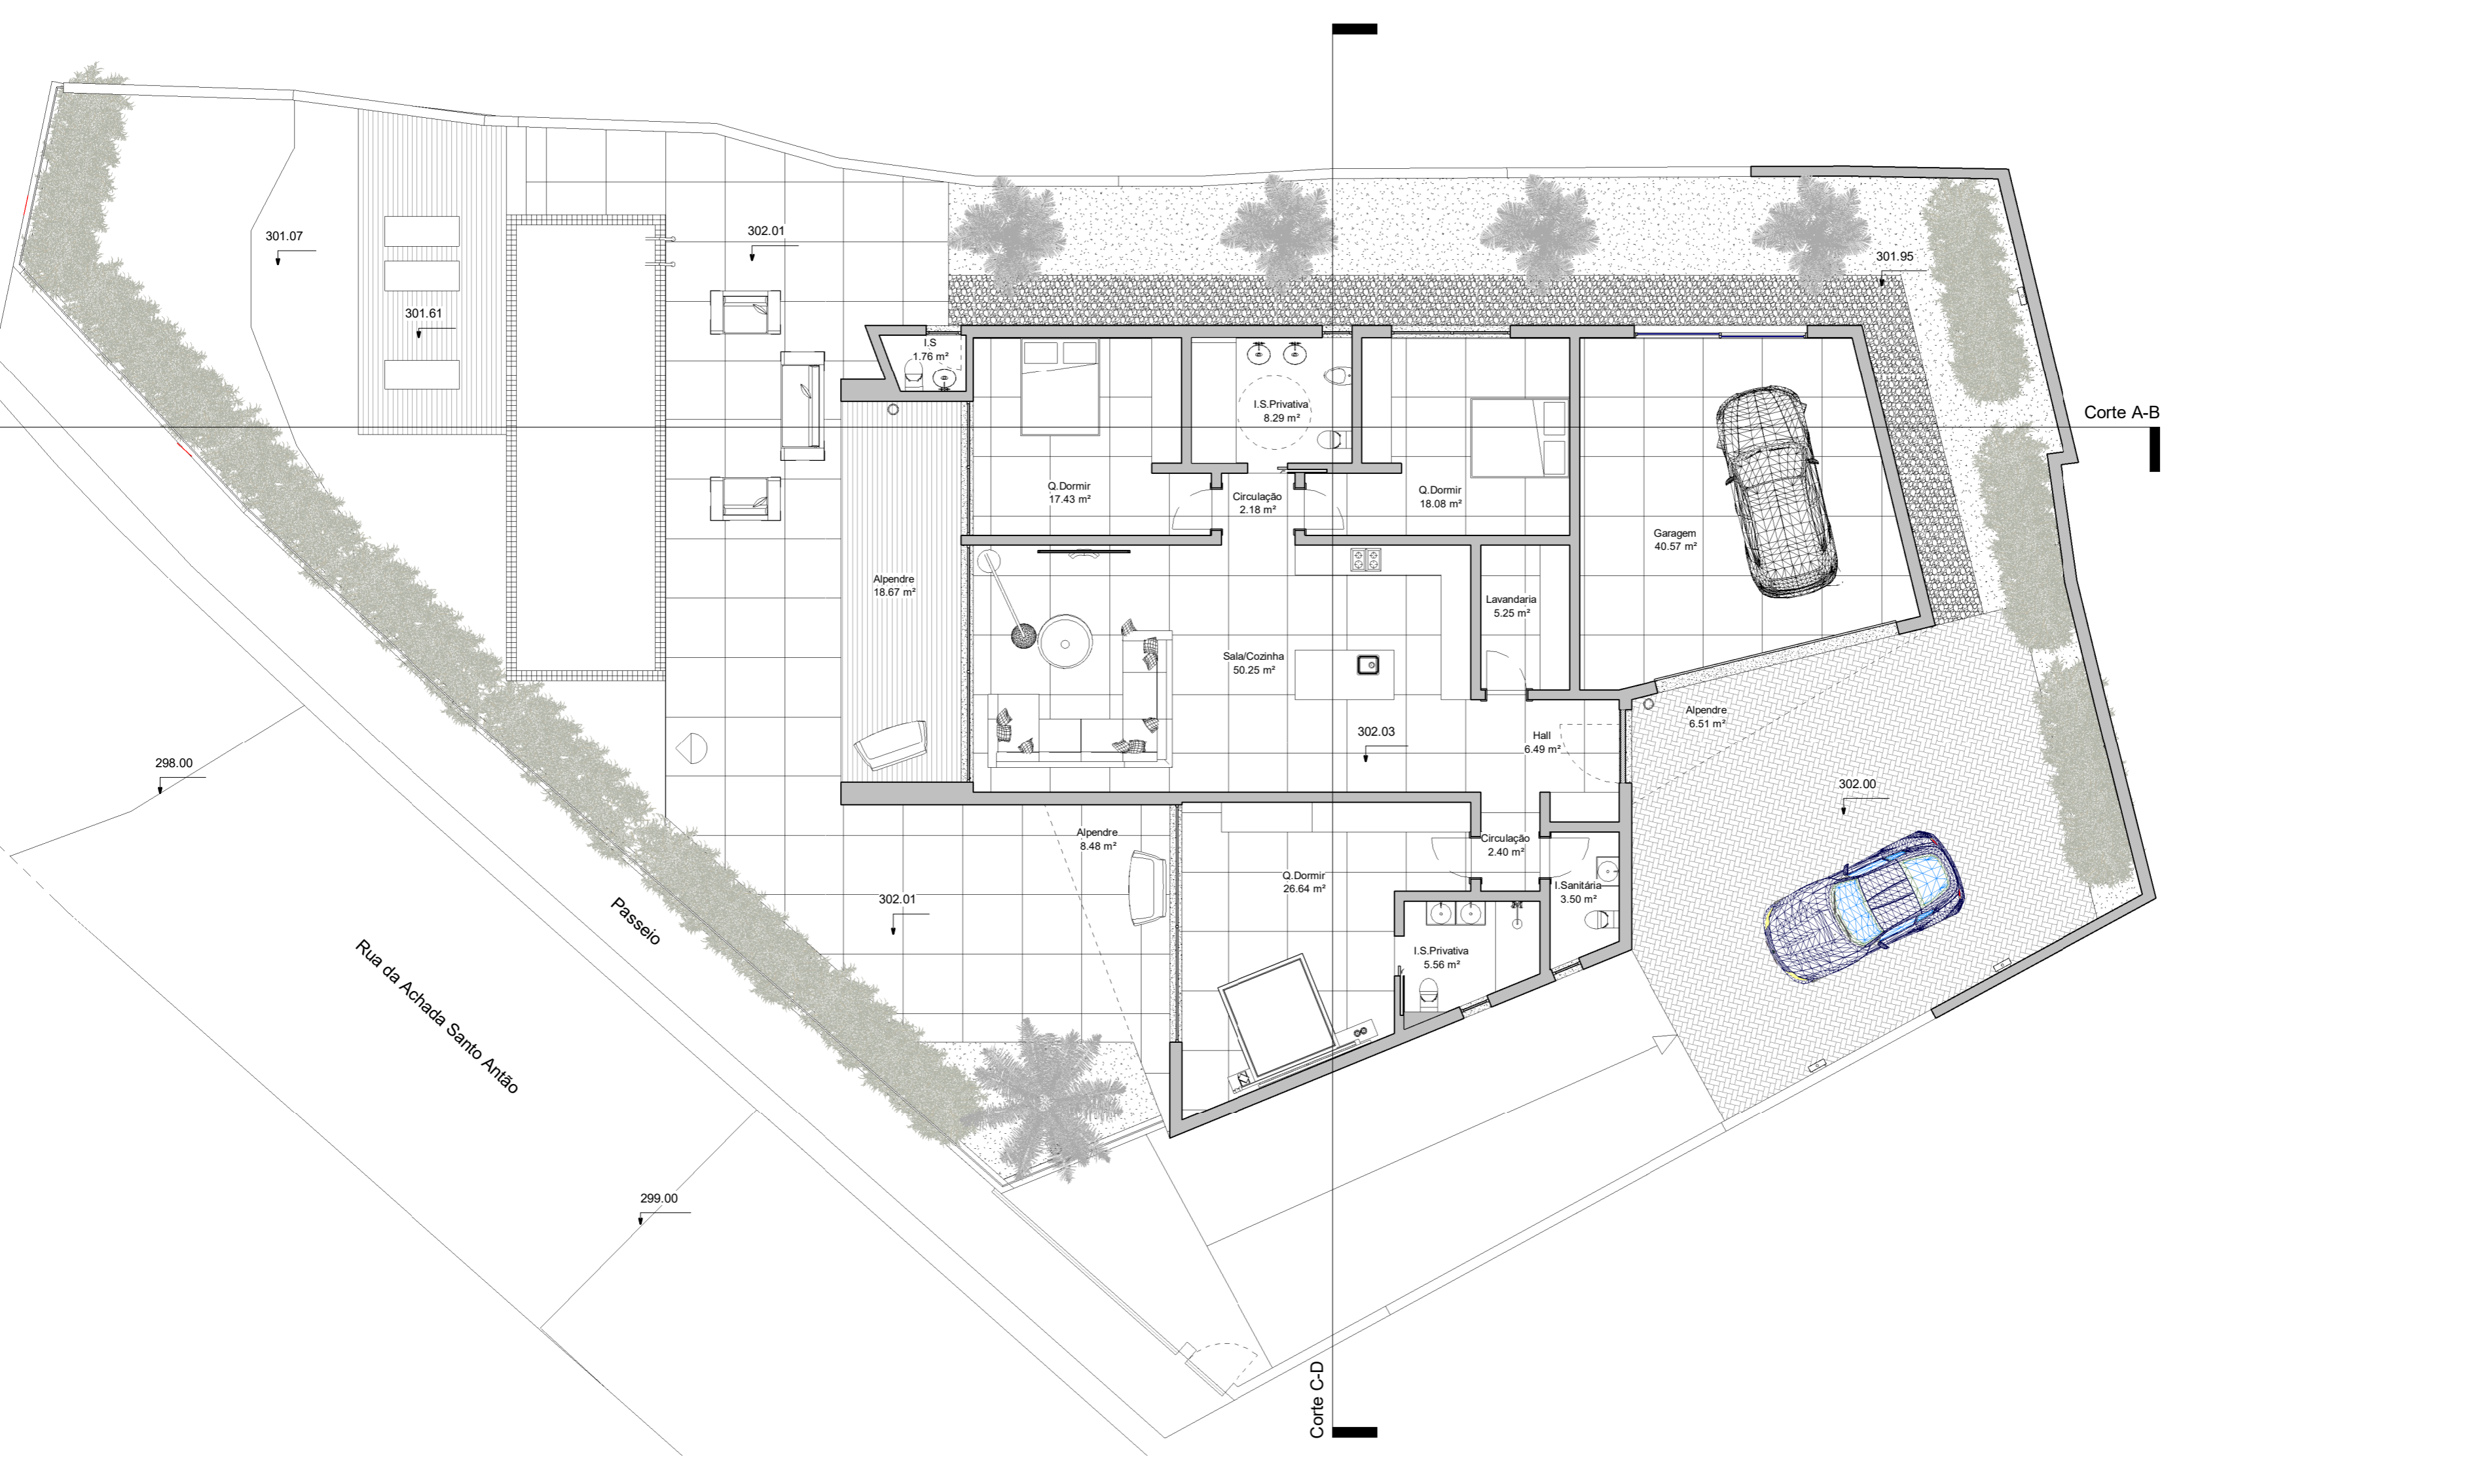 301.07
302.01
301.95
301.61
I.S
1.76 m²
I.S.Privativa
8.29 m²
Corte A-B
Q.Dormir
17.43 m²
Circulação
2.18 m²
Q.Dormir
18.08 m²
Garagem
40.57 m²
Alpendre
18.67 m²
Lavandaria
5.25 m²
Sala/Cozinha
50.25 m²
Alpendre
6.51 m²
302.03
Hall
6.49 m²
298.00
302.00
Alpendre
8.48 m²
Circulação
2.40 m²
Q.Dormir
26.64 m²
I.Sanitária
3.50 m²
302.01
Passeio
I.S.Privativa
5.56 m²
Rua da Achada Santo Antão
299.00
Corte C-D